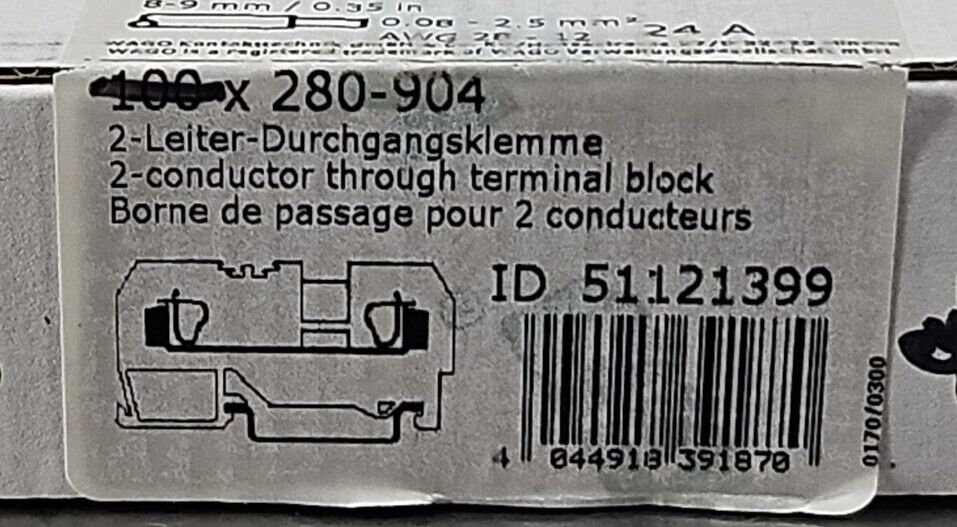 8-9 mm / 0.35 in
0.08 - 2.5 mm² 24 A
AWG 28 - 12
100 x 280-904
2-Leiter-Durchgangsklemme
2-conductor through terminal block
Borne de passage pour 2 conducteurs
ID 51121399
4 044918 391870
0170/0300